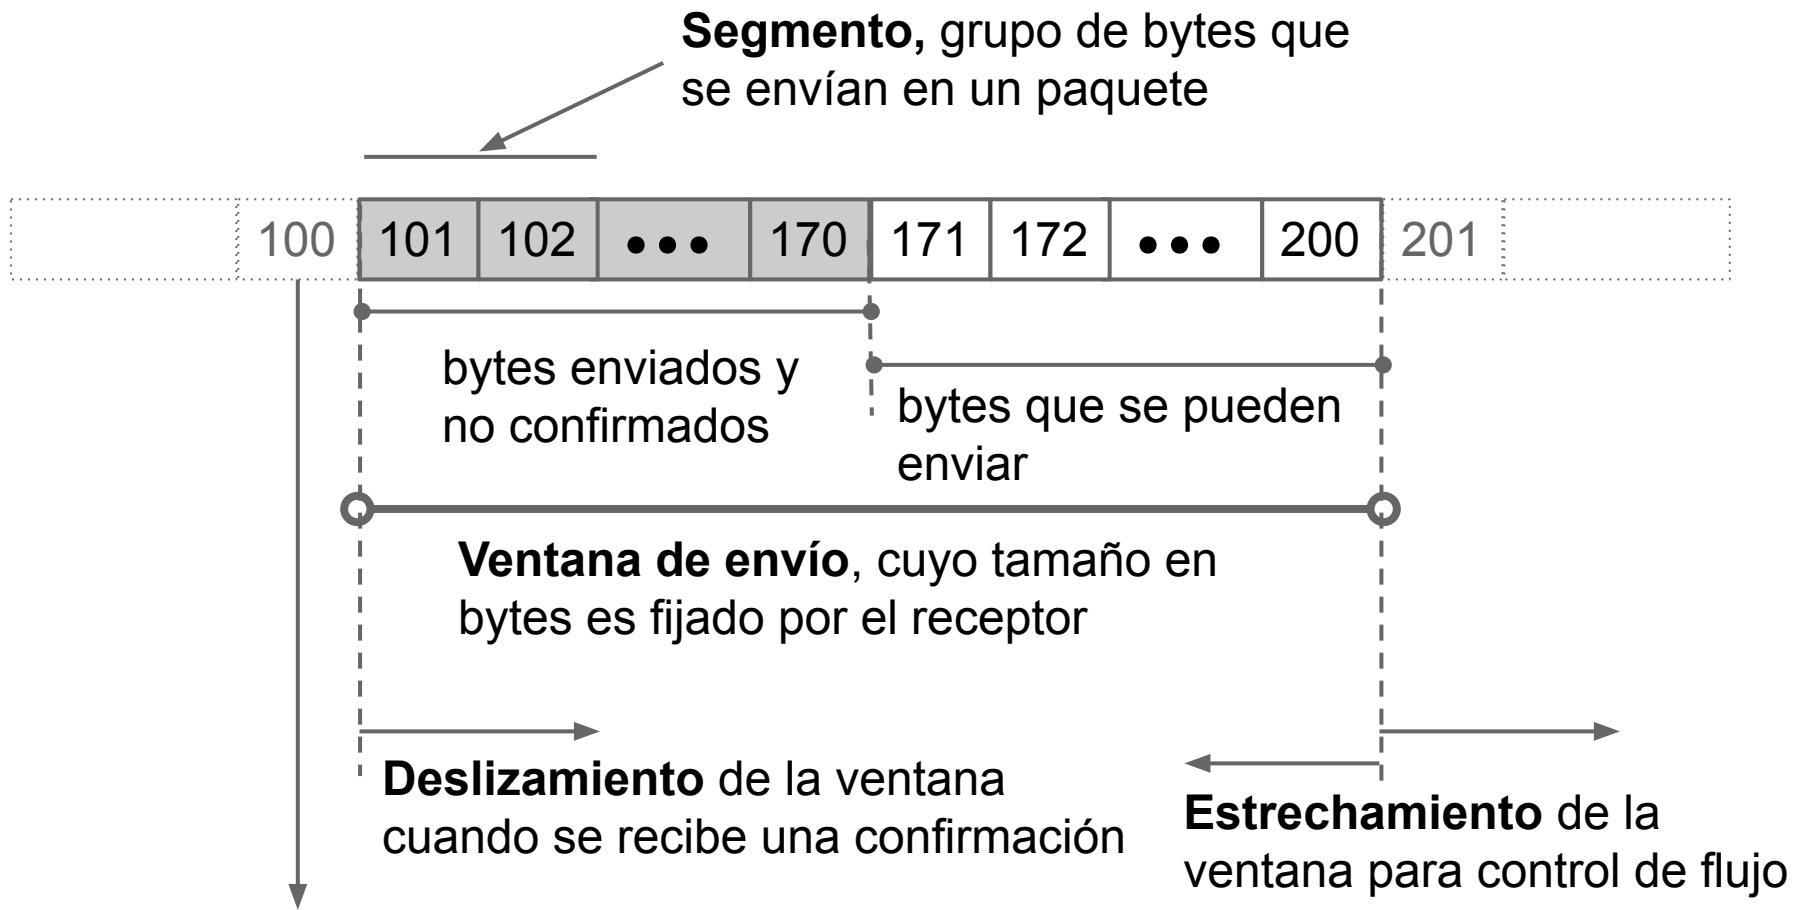 Segmento, grupo de bytes que
se envían en un paquete
100 101 102 ••• 170 171 172 ••• 200 201
bytes enviados y
no confirmados
bytes que se pueden
enviar
Ventana de envío, cuyo tamaño en
bytes es fijado por el receptor
Deslizamiento de la ventana
cuando se recibe una confirmación
Estrechamiento de la
ventana para control de flujo